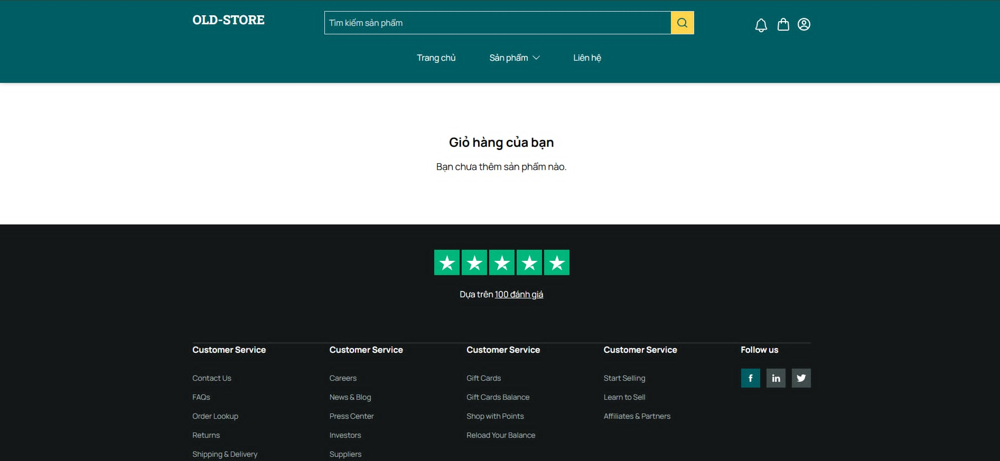 OLD-STORE
Tìm kiếm sản phẩm
Trang chủ
Sản phẩm
Liên hệ
Giỏ hàng của bạn
Bạn chưa thêm sản phẩm nào.
Dựa trên 100 đánh giá
Customer Service
Contact Us
FAQs
Order Lookup
Returns
Shipping & Delivery
Customer Service
Careers
News & Blog
Press Center
Investors
Suppliers
Customer Service
Gift Cards
Gift Cards Balance
Shop with Points
Reload Your Balance
Customer Service
Start Selling
Learn to Sell
Affiliates & Partners
Follow us
f
in